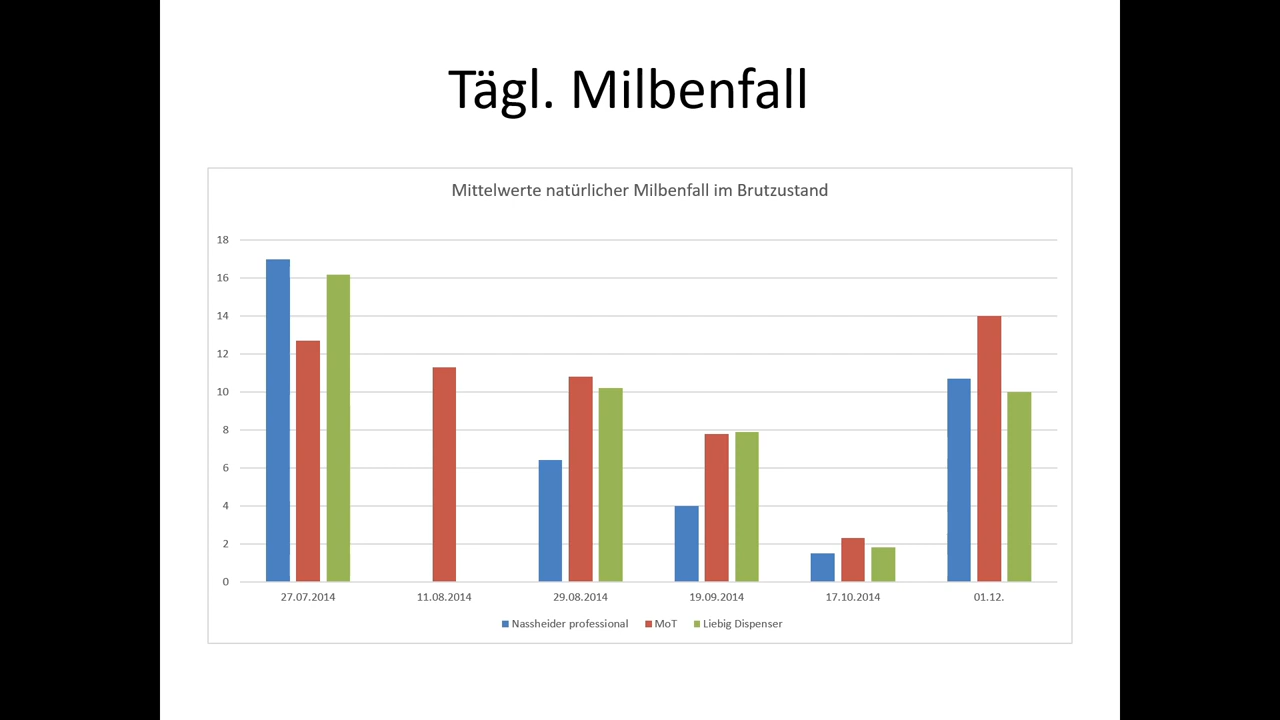 Tägl. Milbenfall
Mittelwerte natürlicher Milbenfall im Brutzustand
18
16
14
12
10
8
6
4
2
0
27.07.2014 11.08.2014 29.08.2014 19.09.2014 17.10.2014 01.12.
Nassheider professional MoT Liebig Dispenser